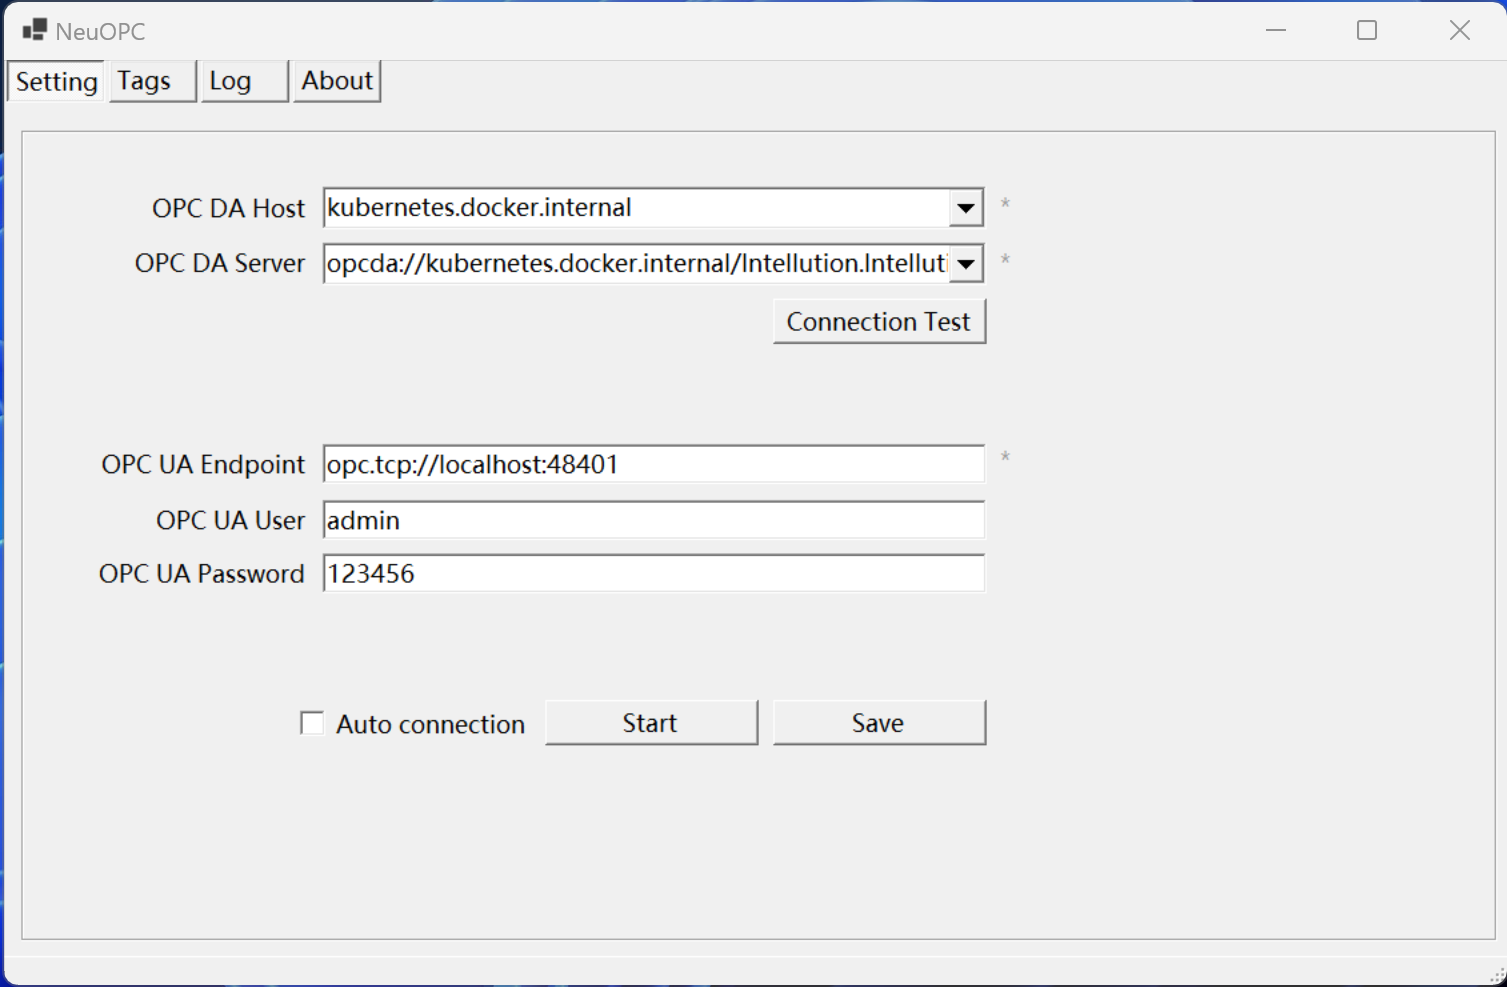 NeuOPC
Setting Tags Log About
OPC DA Host kubernetes.docker.internal *
OPC DA Server opcda://kubernetes.docker.internal/Intellution.Intelluti *
Connection Test
OPC UA Endpoint opc.tcp://localhost:48401 *
OPC UA User admin
OPC UA Password 123456
Auto connection Start Save